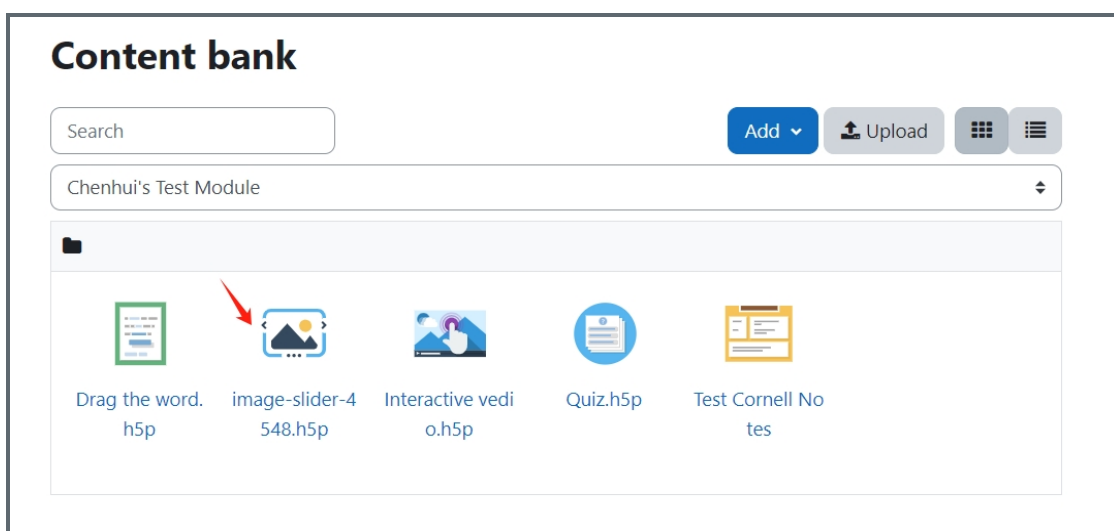 Content bank
Search
Add
Upload
Chenhui's Test Module
Drag the word.
h5p
image-slider-4
548.h5p
Interactive vedi
o.h5p
Quiz.h5p
Test Cornell No
tes